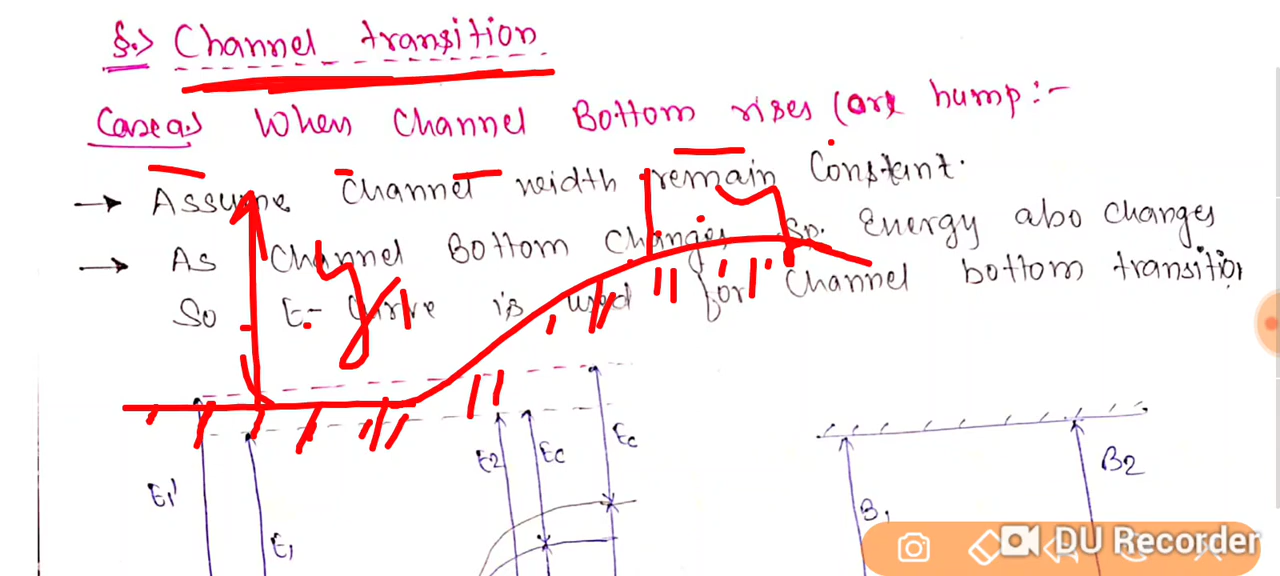 §.> Channel transition
Case a.) When Channel Bottom rises (or hump :-
→ Assume Channel width remain Constant.
→ As Channel Bottom Changes So. Energy also Changes
So E- Curve is used for Channel bottom transition
y
y
E1' E1 E2 Ec Ec
B1 B2
DU Recorder